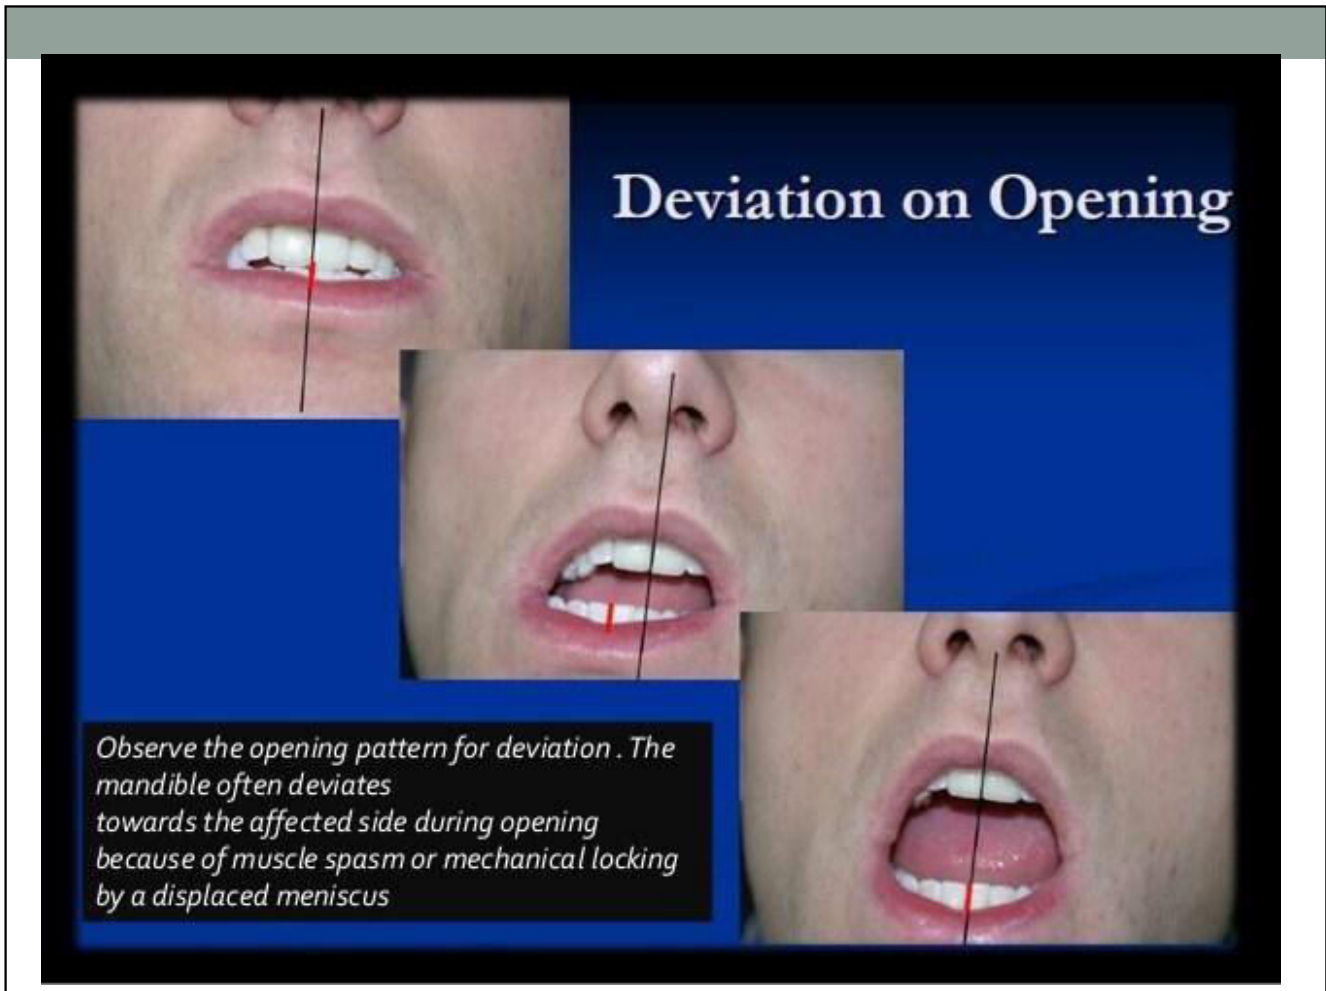 Deviation on Opening
Observe the opening pattern for deviation . The
mandible often deviates
towards the affected side during opening
because of muscle spasm or mechanical locking
by a displaced meniscus